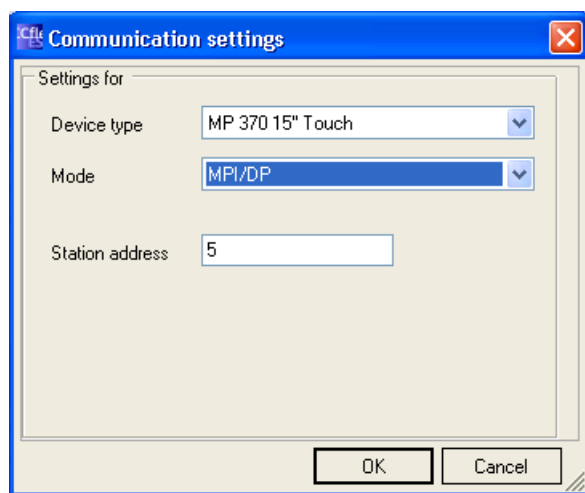 Communication settings
Settings for
Device type MP 370 15" Touch
Mode MPI/DP
Station address 5
OK Cancel